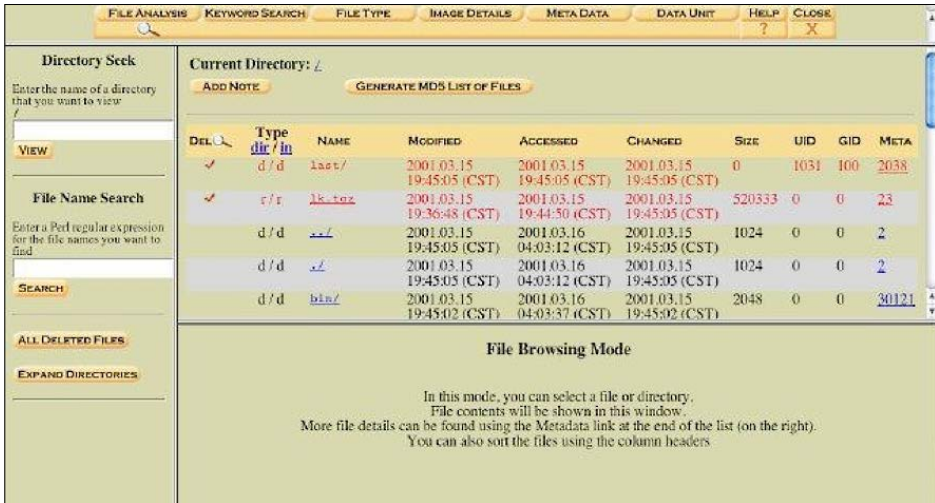 FILE ANALYSIS KEYWORD SEARCH FILE TYPE IMAGE DETAILS META DATA DATA UNIT HELP CLOSE
? X
Directory Seek
Enter the name of a directory
that you want to view
/
VIEW
File Name Search
Enter a Perl regular expression
for the file names you want to
find
SEARCH
ALL DELETED FILES
EXPAND DIRECTORIES
Current Directory: /
ADD NOTE GENERATE MD5 LIST OF FILES
DEL Type NAME MODIFIED ACCESSED CHANGED SIZE UID GID META
dir / in
d / d last/ 2001.03.15 2001.03.15 2001.03.15 0 1031 100 2038
19:45:05 (CST) 19:45:05 (CST) 19:45:05 (CST)
r / r lk.tgz 2001.03.15 2001.03.15 2001.03.15 520333 0 0 23
19:36:48 (CST) 19:44:50 (CST) 19:45:05 (CST)
d / d ../ 2001.03.15 2001.03.16 2001.03.15 1024 0 0 2
19:45:05 (CST) 04:03:12 (CST) 19:45:05 (CST)
d / d ./ 2001.03.15 2001.03.16 2001.03.15 1024 0 0 2
19:45:05 (CST) 04:03:12 (CST) 19:45:05 (CST)
d / d bin/ 2001.03.15 2001.03.16 2001.03.15 2048 0 0 30121
19:45:02 (CST) 04:03:37 (CST) 19:45:02 (CST)
File Browsing Mode
In this mode, you can select a file or directory.
File contents will be shown in this window.
More file details can be found using the Metadata link at the end of the list (on the right).
You can also sort the files using the column headers